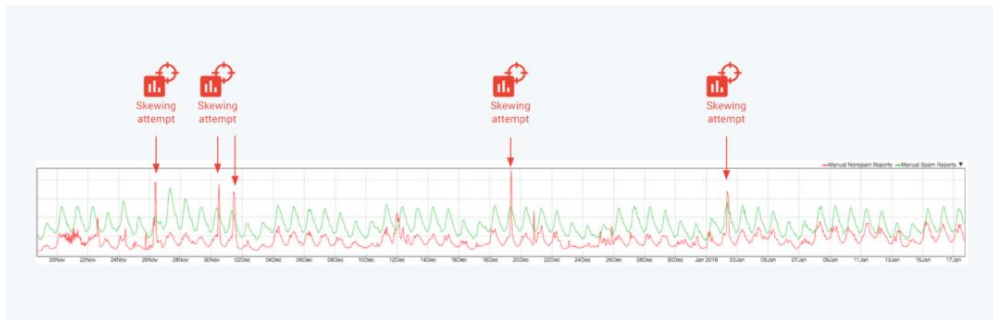 Skewing
attempt
Skewing
attempt
Skewing
attempt
Skewing
attempt
Manual Nonspam Reports Manual Spam Reports
20Nov 22Nov 24Nov 26Nov 28Nov 30Nov 02Dec 04Dec 06Dec 08Dec 10Dec 12Dec 14Dec 16Dec 18Dec 20Dec 22Dec 24Dec 26Dec 28Dec 30Dec Jan 2018 03Jan 05Jan 07Jan 09Jan 11Jan 13Jan 15Jan 17Jan